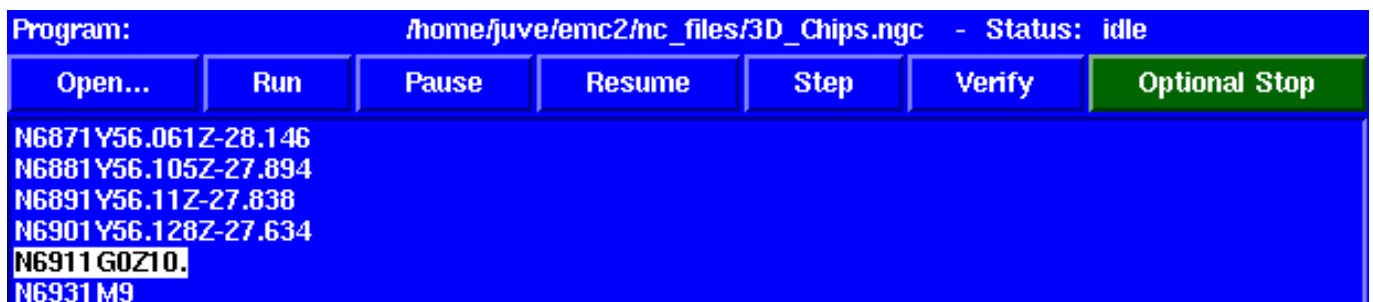 Program: /home/juve/emc2/nc_files/3D_Chips.ngc - Status: idle
Open... Run Pause Resume Step Verify Optional Stop
N6871Y56.061Z-28.146
N6881Y56.105Z-27.894
N6891Y56.11Z-27.838
N6901Y56.128Z-27.634
N6911G0Z10.
N6931M9